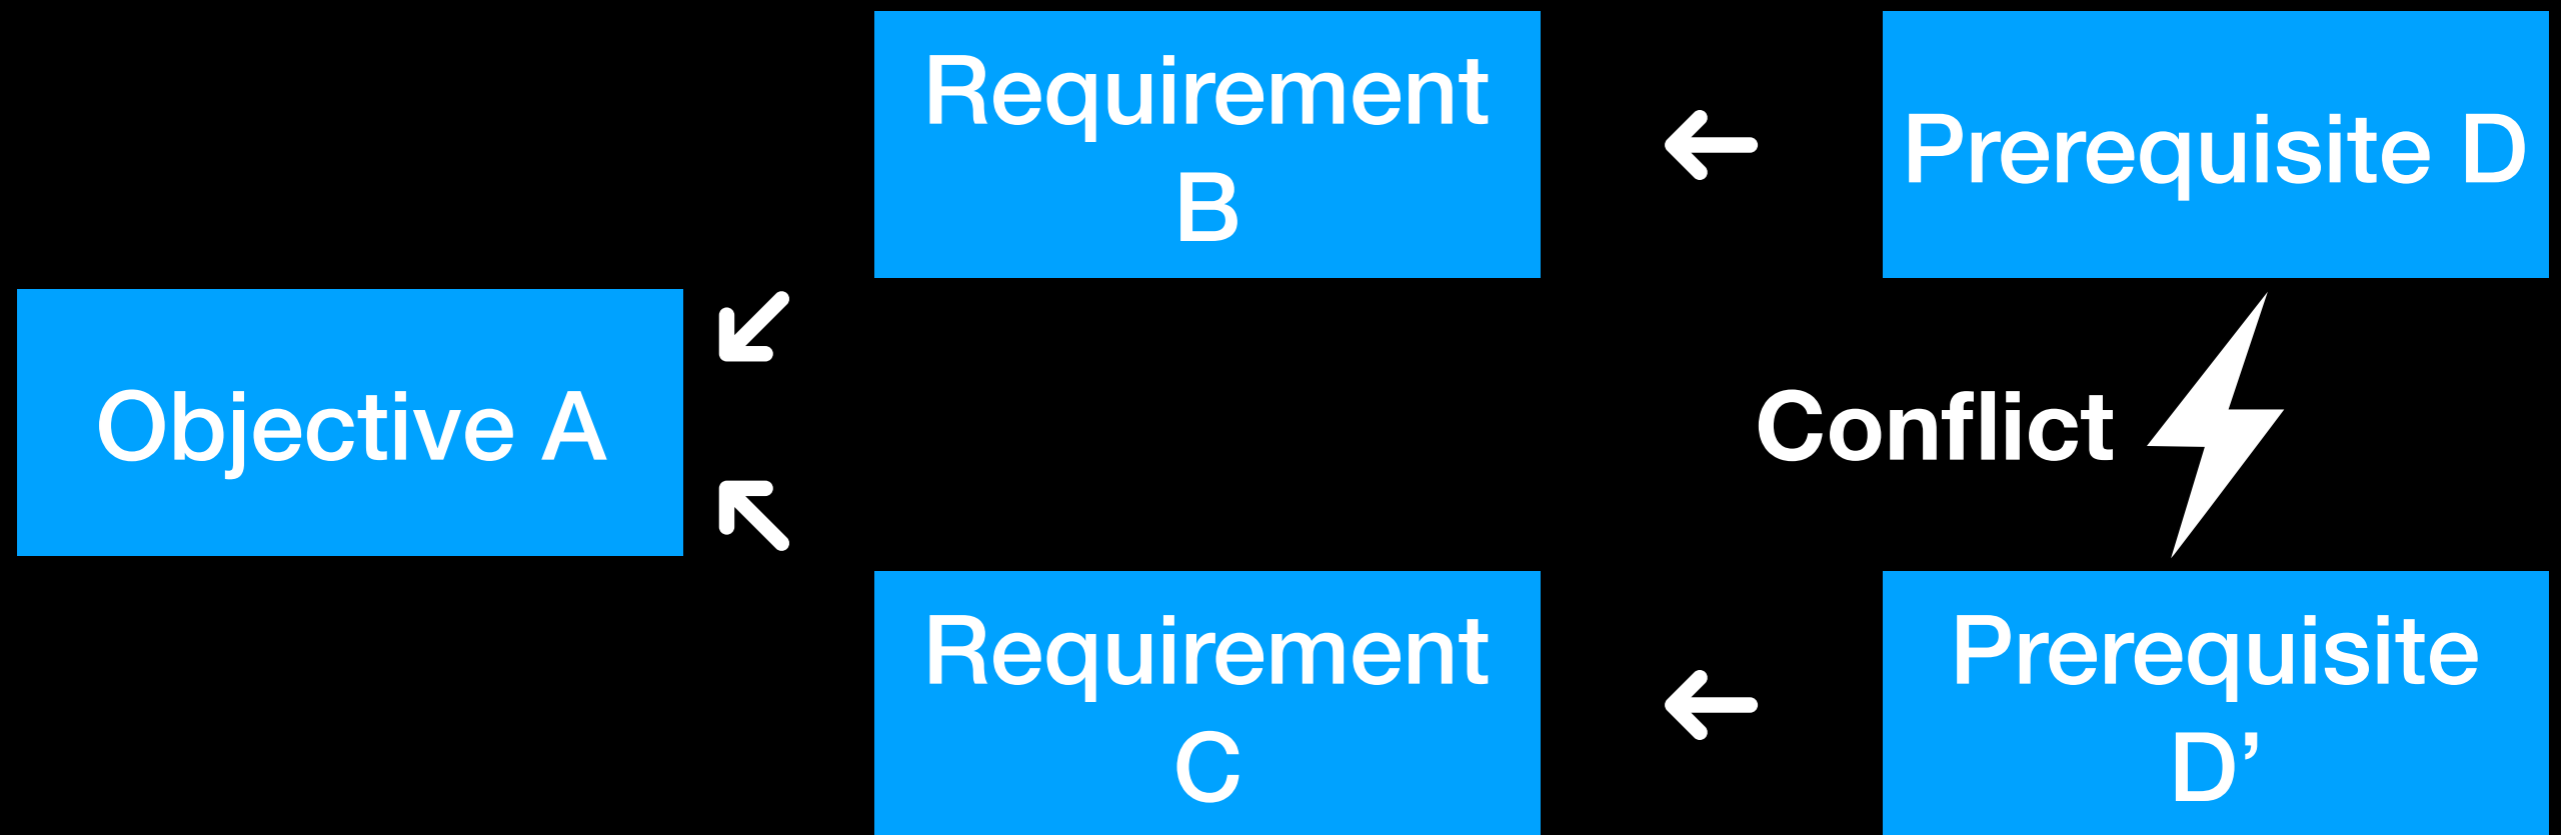 Requirement
B
Prerequisite D
Objective A
Conflict
Requirement
C
Prerequisite
D’